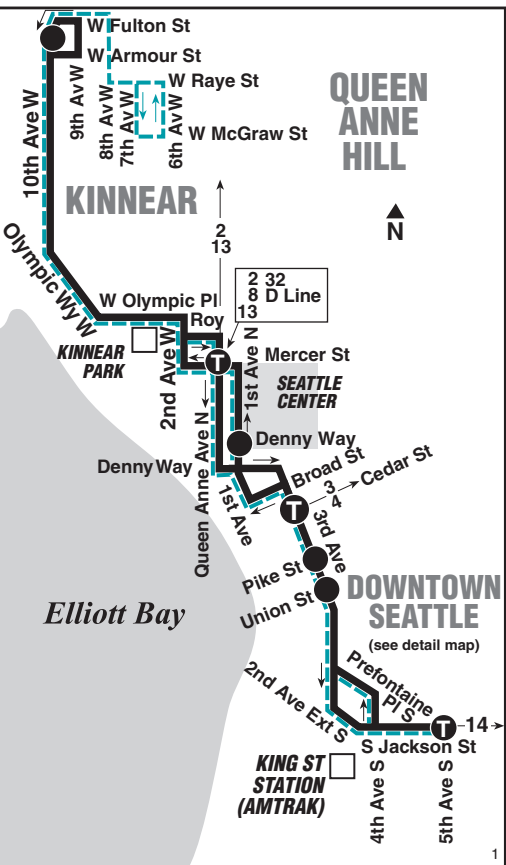 W Fulton St
W Armour St
W Raye St
W McGraw St
10th Ave W
9th Av W
8th Av W
7th Av W
6th Av W
QUEEN
ANNE
HILL
KINNEAR
N
2
13
2 32
8 D Line
13
Olympic Wy W
W Olympic Pl
Roy
KINNEAR
PARK
2nd Ave W
T
1st Ave N
Mercer St
SEATTLE
CENTER
Queen Anne Ave N
Denny Way
Denny Way
1st Ave
Broad St
3
4
Cedar St
T
3rd Ave
Pike St
Union St
DOWNTOWN
SEATTLE
(see detail map)
Elliott Bay
Prefontaine
Pl S
2nd Ave Ext S
T
14
S Jackson St
KING ST
STATION
(AMTRAK)
4th Ave S
5th Ave S
1